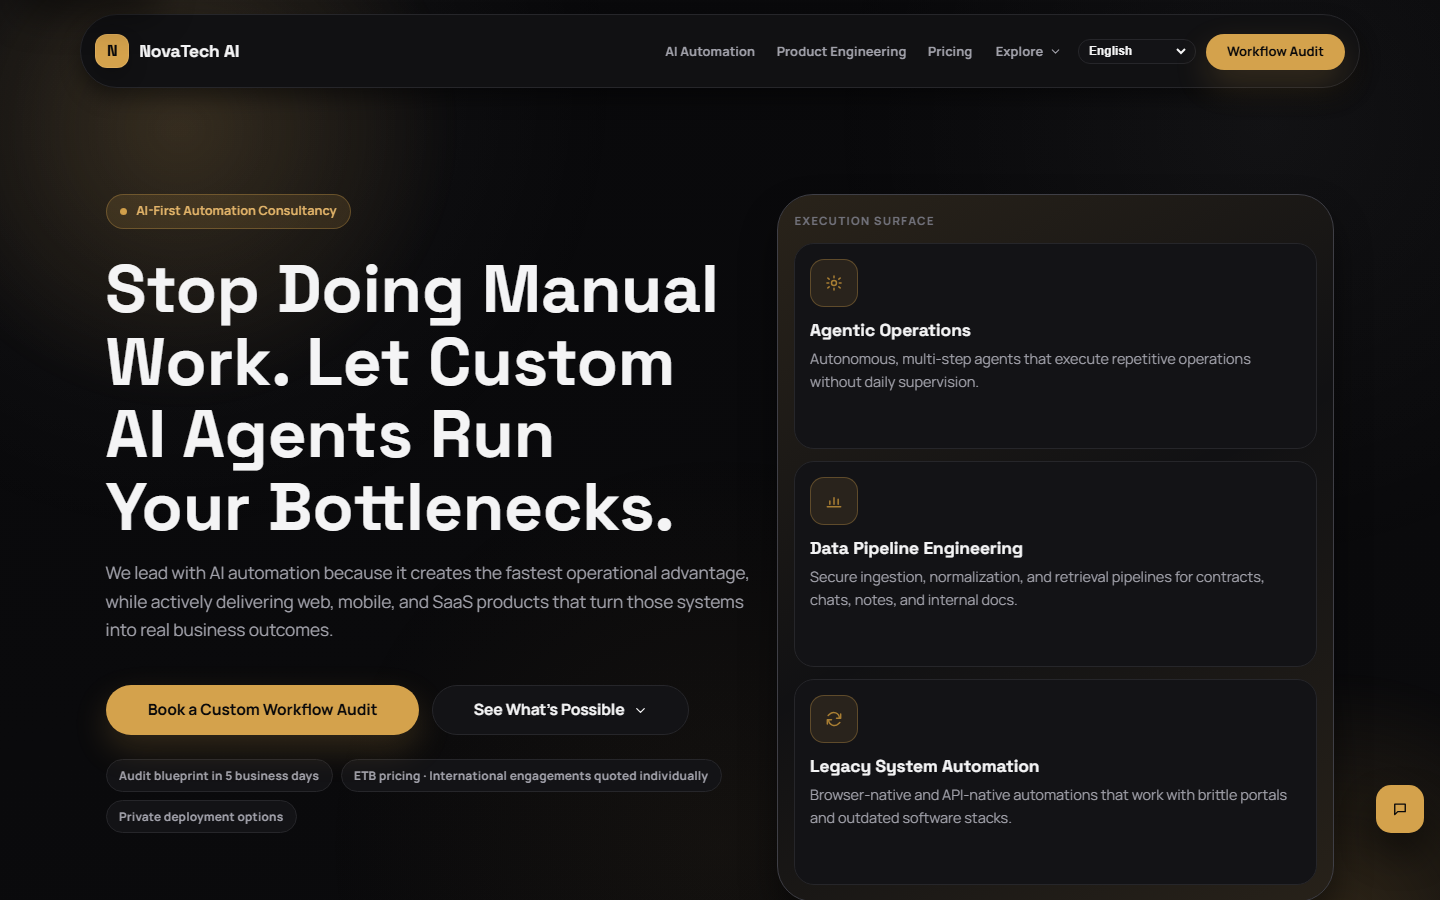 N
NovaTech AI
AI Automation
Product Engineering
Pricing
Explore
English
Workflow Audit
AI-First Automation Consultancy
Stop Doing Manual
Work. Let Custom
AI Agents Run
Your Bottlenecks.
We lead with AI automation because it creates the fastest operational advantage,
while actively delivering web, mobile, and SaaS products that turn those systems
into real business outcomes.
Book a Custom Workflow Audit
See What's Possible
Audit blueprint in 5 business days
ETB pricing · International engagements quoted individually
Private deployment options
EXECUTION SURFACE
Agentic Operations
Autonomous, multi-step agents that execute repetitive operations
without daily supervision.
Data Pipeline Engineering
Secure ingestion, normalization, and retrieval pipelines for contracts,
chats, notes, and internal docs.
Legacy System Automation
Browser-native and API-native automations that work with brittle portals
and outdated software stacks.